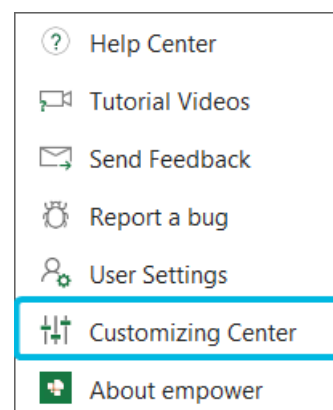 Help Center
Tutorial Videos
Send Feedback
Report a bug
User Settings
Customizing Center
About empower